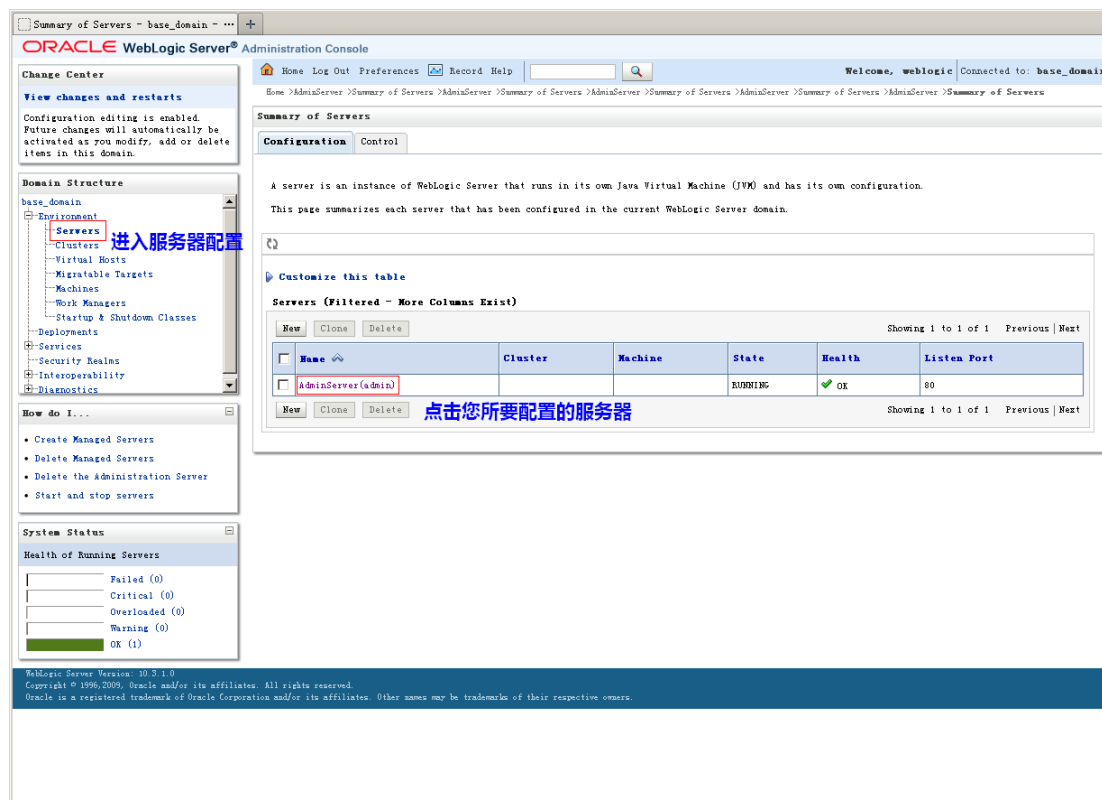 Summary of Servers - base_domain - ... +
ORACLE WebLogic Server® Administration Console
Change Center
View changes and restarts
Configuration editing is enabled.
Future changes will automatically be
activated as you modify, add or delete
items in this domain.
Domain Structure
base_domain
Environment
Servers
进入服务器配置
Clusters
Virtual Hosts
Migratable Targets
Machines
Work Managers
Startup & Shutdown Classes
Deployments
Services
Security Realms
Interoperability
Diagnostics
How do I...
• Create Managed Servers
• Delete Managed Servers
• Delete the Administration Server
• Start and stop servers
System Status
Health of Running Servers
Failed (0)
Critical (0)
Overloaded (0)
Warning (0)
OK (1)
Home Log Out Preferences Record Help
Welcome, weblogic Connected to: base_domain
Home >AdminServer >Summary of Servers >AdminServer >Summary of Servers >AdminServer >Summary of Servers >AdminServer >Summary of Servers >AdminServer >Summary of Servers
Summary of Servers
Configuration Control
A server is an instance of WebLogic Server that runs in its own Java Virtual Machine (JVM) and has its own configuration.
This page summarizes each server that has been configured in the current WebLogic Server domain.
Customize this table
Servers (Filtered - More Columns Exist)
New Clone Delete Showing 1 to 1 of 1 Previous | Next
Name Cluster Machine State Health Listen Port
AdminServer(admin) RUNNING OK 80
New Clone Delete 点击您所要配置的服务器 Showing 1 to 1 of 1 Previous | Next
WebLogic Server Version: 10.3.1.0
Copyright © 1996,2009, Oracle and/or its affiliates. All rights reserved.
Oracle is a registered trademark of Oracle Corporation and/or its affiliates. Other names may be trademarks of their respective owners.